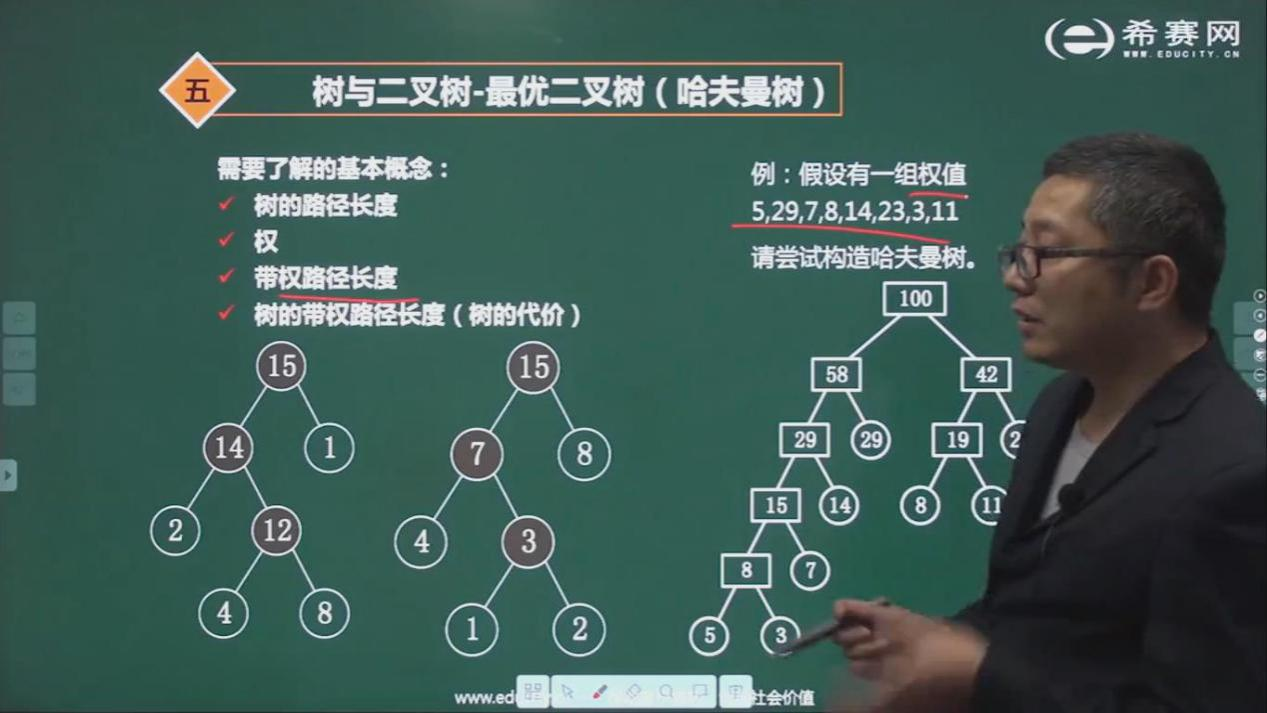 希赛网
WWW.EDUCITY.CN
五
树与二叉树-最优二叉树（哈夫曼树）
需要了解的基本概念：
树的路径长度
权
带权路径长度
树的带权路径长度（树的代价）
例：假设有一组权值
5,29,7,8,14,23,3,11
请尝试构造哈夫曼树。
15
14 1
2 12
4 8
15
7 8
4 3
1 2
100
58 42
29 29 19
15 14 8 11
8 7
5 3
www.edu
社会价值